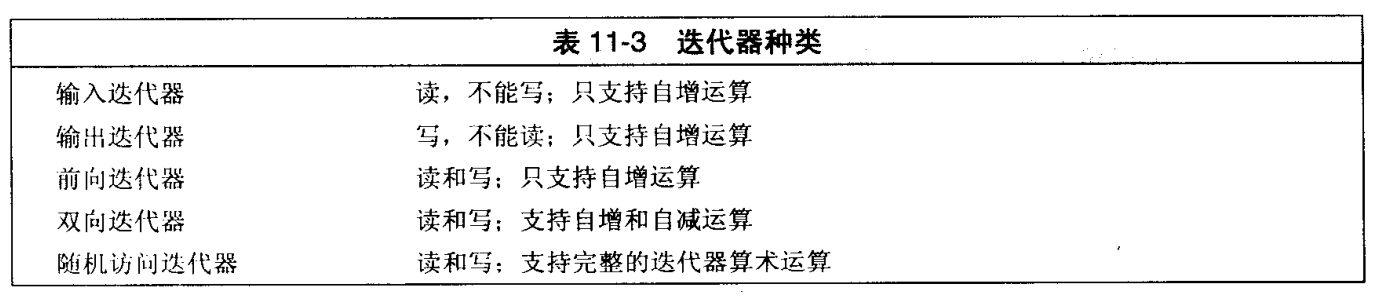 表 11-3 迭代器种类
输入迭代器 读，不能写；只支持自增运算
输出迭代器 写，不能读；只支持自增运算
前向迭代器 读和写；只支持自增运算
双向迭代器 读和写；支持自增和自减运算
随机访问迭代器 读和写；支持完整的迭代器算术运算